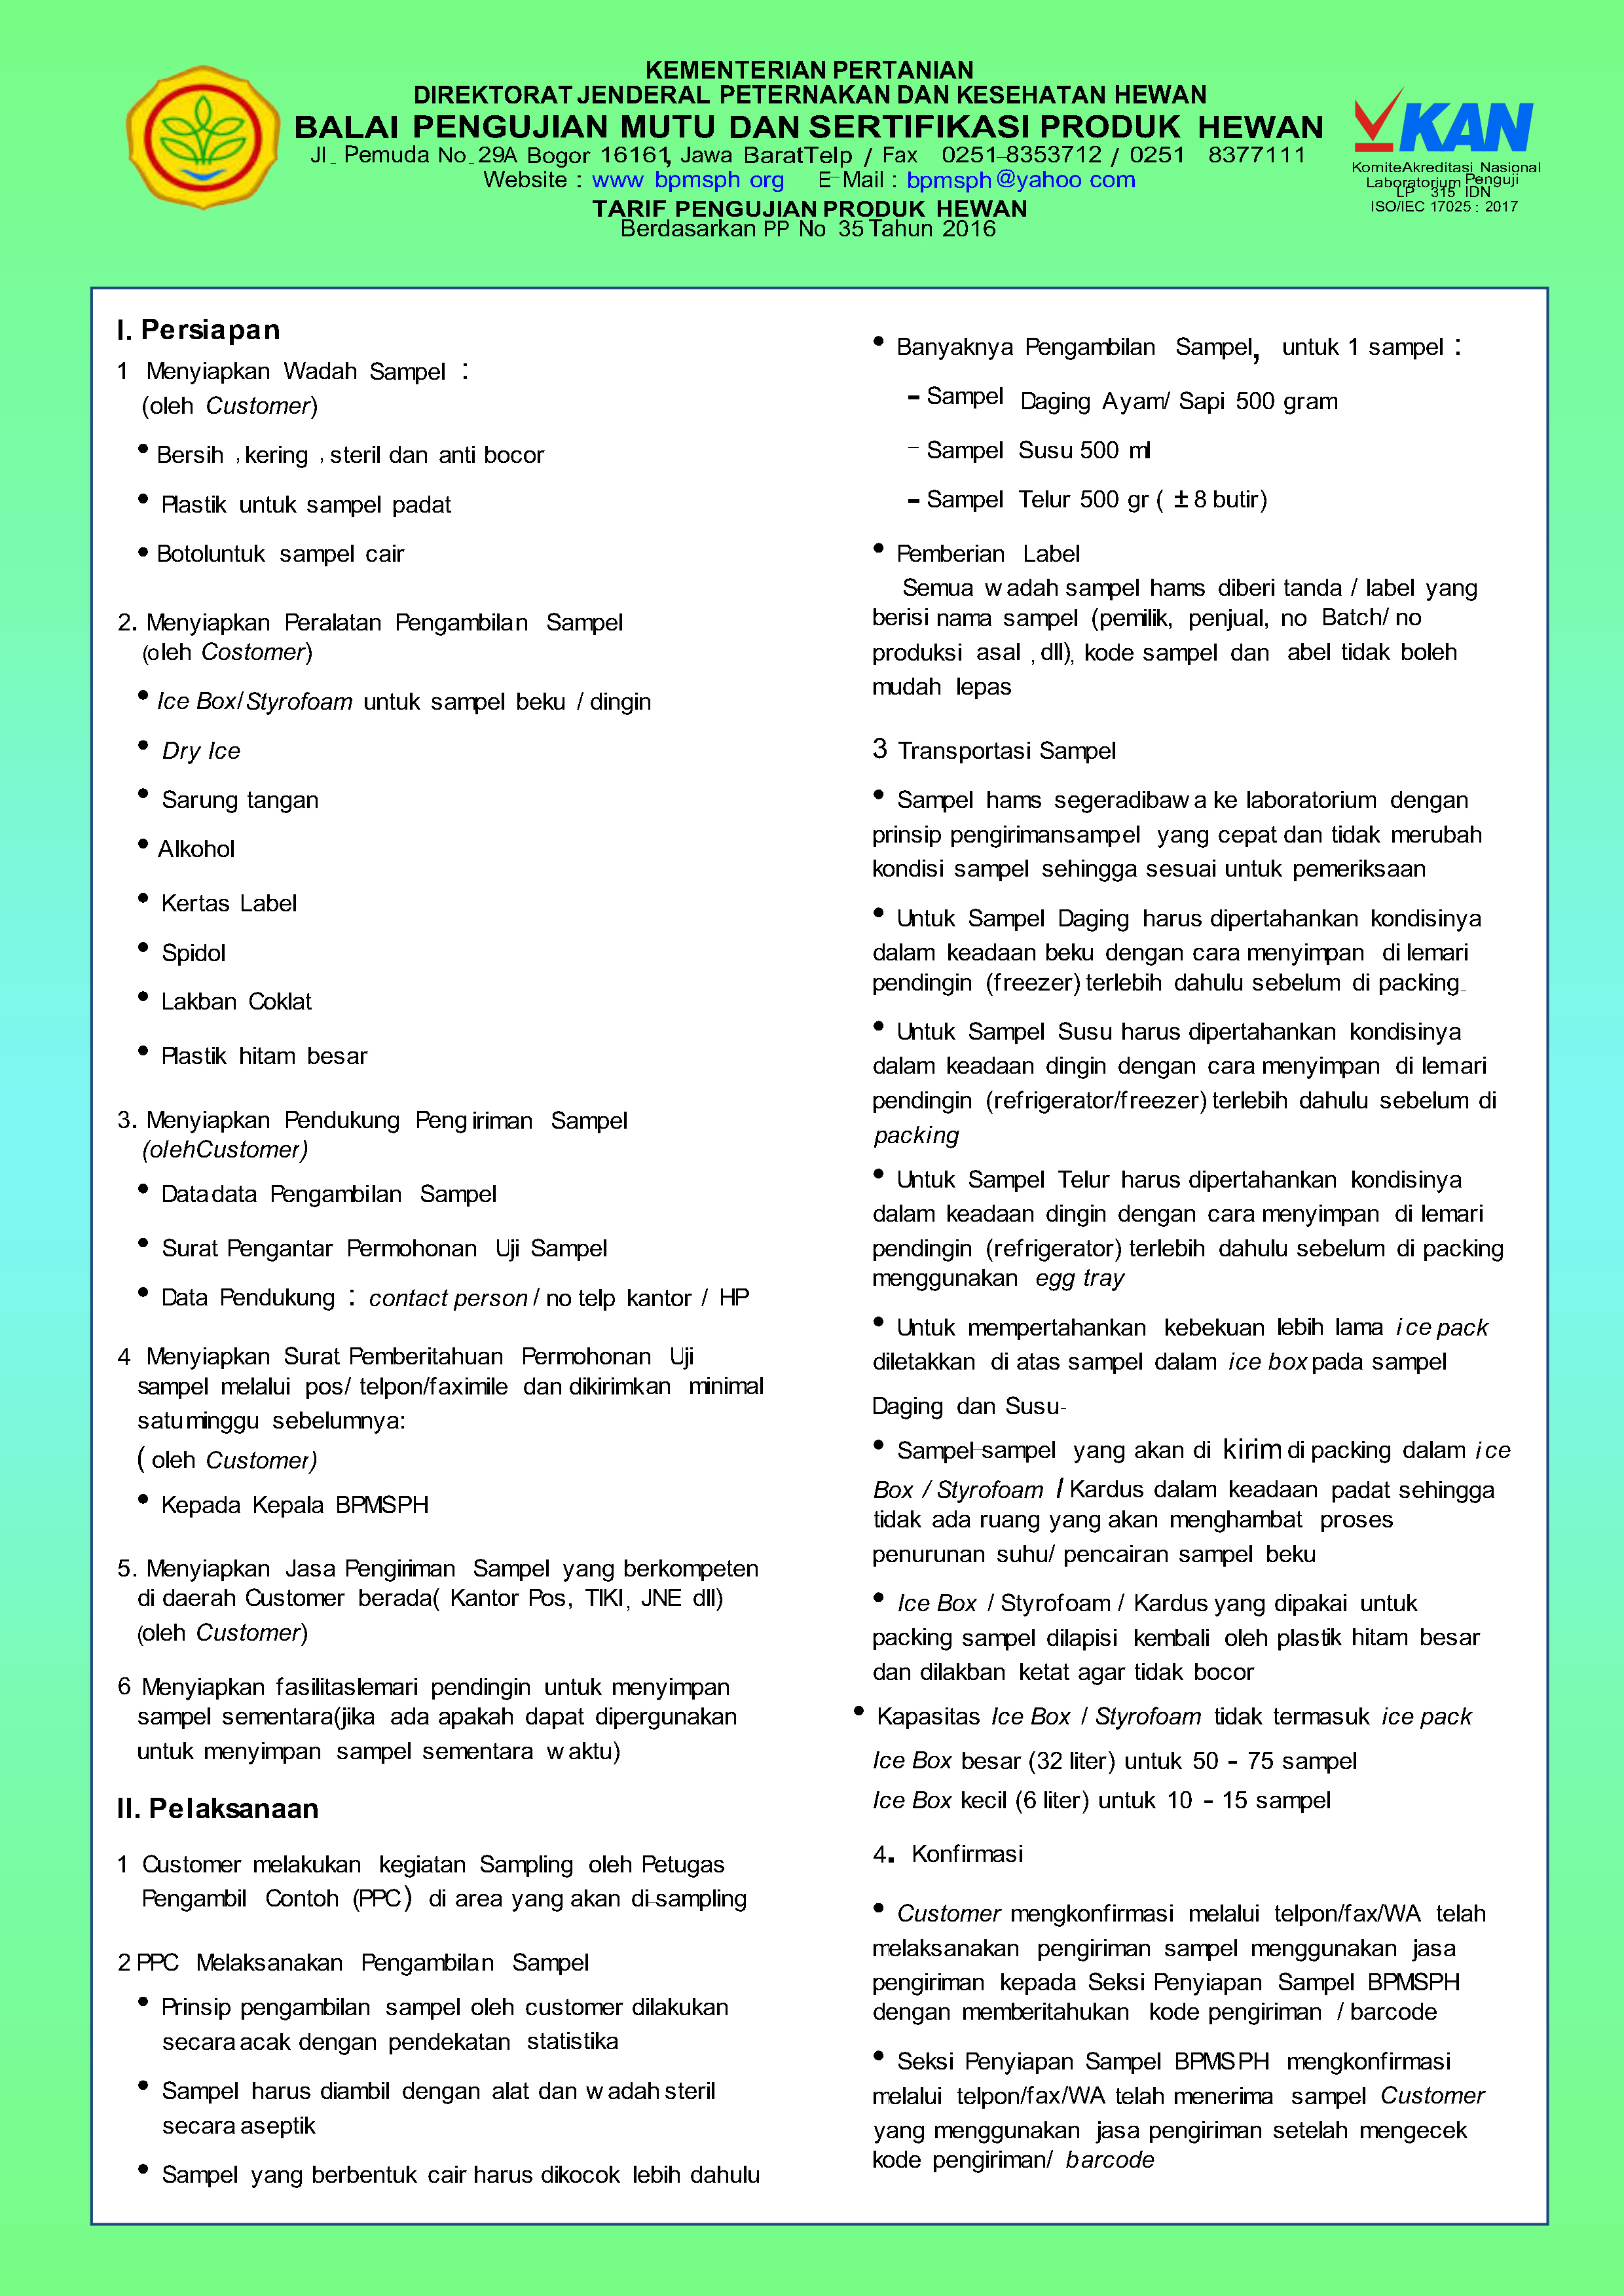 KEMENTERIAN PERTANIAN
DIREKTORAT JENDERAL PETERNAKAN DAN KESEHATAN HEWAN
BALAI PENGUJIAN MUTU DAN SERTIFIKASI PRODUK HEWAN
Jl_ Pemuda No_29A Bogor 16161, Jawa BaratTelp / Fax 0251-8353712 / 0251 8377111
Website : www bpmsph org E-Mail : bpmsph@yahoo com
TARIF PENGUJIAN PRODUK HEWAN
Berdasarkan PP No 35 Tahun 2016
KAN
KomiteAkreditasi Nasional
Laboratorium Penguji
LP 315 IDN
ISO/IEC 17025 : 2017
I. Persiapan
1 Menyiapkan Wadah Sampel :
(oleh Customer)
• Bersih , kering , steril dan anti bocor
• Plastik untuk sampel padat
• Botoluntuk sampel cair
2. Menyiapkan Peralatan Pengambilan Sampel
(oleh Costomer)
• Ice Box/Styrofoam untuk sampel beku / dingin
• Dry Ice
• Sarung tangan
• Alkohol
• Kertas Label
• Spidol
• Lakban Coklat
• Plastik hitam besar
3. Menyiapkan Pendukung Pengiriman Sampel
(olehCustomer)
• Datadata Pengambilan Sampel
• Surat Pengantar Permohonan Uji Sampel
• Data Pendukung : contact person / no telp kantor / HP
4 Menyiapkan Surat Pemberitahuan Permohonan Uji
sampel melalui pos/ telpon/faximile dan dikirimkan minimal
satu minggu sebelumnya:
( oleh Customer)
• Kepada Kepala BPMSPH
5. Menyiapkan Jasa Pengiriman Sampel yang berkompeten
di daerah Customer berada( Kantor Pos, TIKI, JNE dll)
(oleh Customer)
6 Menyiapkan fasilitaslemari pendingin untuk menyimpan
sampel sementara(jika ada apakah dapat dipergunakan
untuk menyimpan sampel sementara waktu)
II. Pelaksanaan
1 Customer melakukan kegiatan Sampling oleh Petugas
Pengambil Contoh (PPC) di area yang akan di-sampling
2 PPC Melaksanakan Pengambilan Sampel
• Prinsip pengambilan sampel oleh customer dilakukan
secara acak dengan pendekatan statistika
• Sampel harus diambil dengan alat dan wadah steril
secara aseptik
• Sampel yang berbentuk cair harus dikocok lebih dahulu
• Banyaknya Pengambilan Sampel, untuk 1 sampel :
- Sampel Daging Ayam/ Sapi 500 gram
- Sampel Susu 500 ml
- Sampel Telur 500 gr ( ± 8 butir)
• Pemberian Label
Semua wadah sampel hams diberi tanda / label yang
berisi nama sampel (pemilik, penjual, no Batch/ no
produksi asal , dll), kode sampel dan abel tidak boleh
mudah lepas
3 Transportasi Sampel
• Sampel hams segeradibawa ke laboratorium dengan
prinsip pengirimansampel yang cepat dan tidak merubah
kondisi sampel sehingga sesuai untuk pemeriksaan
• Untuk Sampel Daging harus dipertahankan kondisinya
dalam keadaan beku dengan cara menyimpan di lemari
pendingin (freezer) terlebih dahulu sebelum di packing_
• Untuk Sampel Susu harus dipertahankan kondisinya
dalam keadaan dingin dengan cara menyimpan di lemari
pendingin (refrigerator/freezer) terlebih dahulu sebelum di
packing
• Untuk Sampel Telur harus dipertahankan kondisinya
dalam keadaan dingin dengan cara menyimpan di lemari
pendingin (refrigerator) terlebih dahulu sebelum di packing
menggunakan egg tray
• Untuk mempertahankan kebekuan lebih lama ice pack
diletakkan di atas sampel dalam ice box pada sampel
Daging dan Susu-
• Sampel-sampel yang akan di kirim di packing dalam ice
Box / Styrofoam / Kardus dalam keadaan padat sehingga
tidak ada ruang yang akan menghambat proses
penurunan suhu/ pencairan sampel beku
• Ice Box / Styrofoam / Kardus yang dipakai untuk
packing sampel dilapisi kembali oleh plastik hitam besar
dan dilakban ketat agar tidak bocor
• Kapasitas Ice Box / Styrofoam tidak termasuk ice pack
Ice Box besar (32 liter) untuk 50 - 75 sampel
Ice Box kecil (6 liter) untuk 10 - 15 sampel
4. Konfirmasi
• Customer mengkonfirmasi melalui telpon/fax/WA telah
melaksanakan pengiriman sampel menggunakan jasa
pengiriman kepada Seksi Penyiapan Sampel BPMSPH
dengan memberitahukan kode pengiriman / barcode
• Seksi Penyiapan Sampel BPMSPH mengkonfirmasi
melalui telpon/fax/WA telah menerima sampel Customer
yang menggunakan jasa pengiriman setelah mengecek
kode pengiriman/ barcode